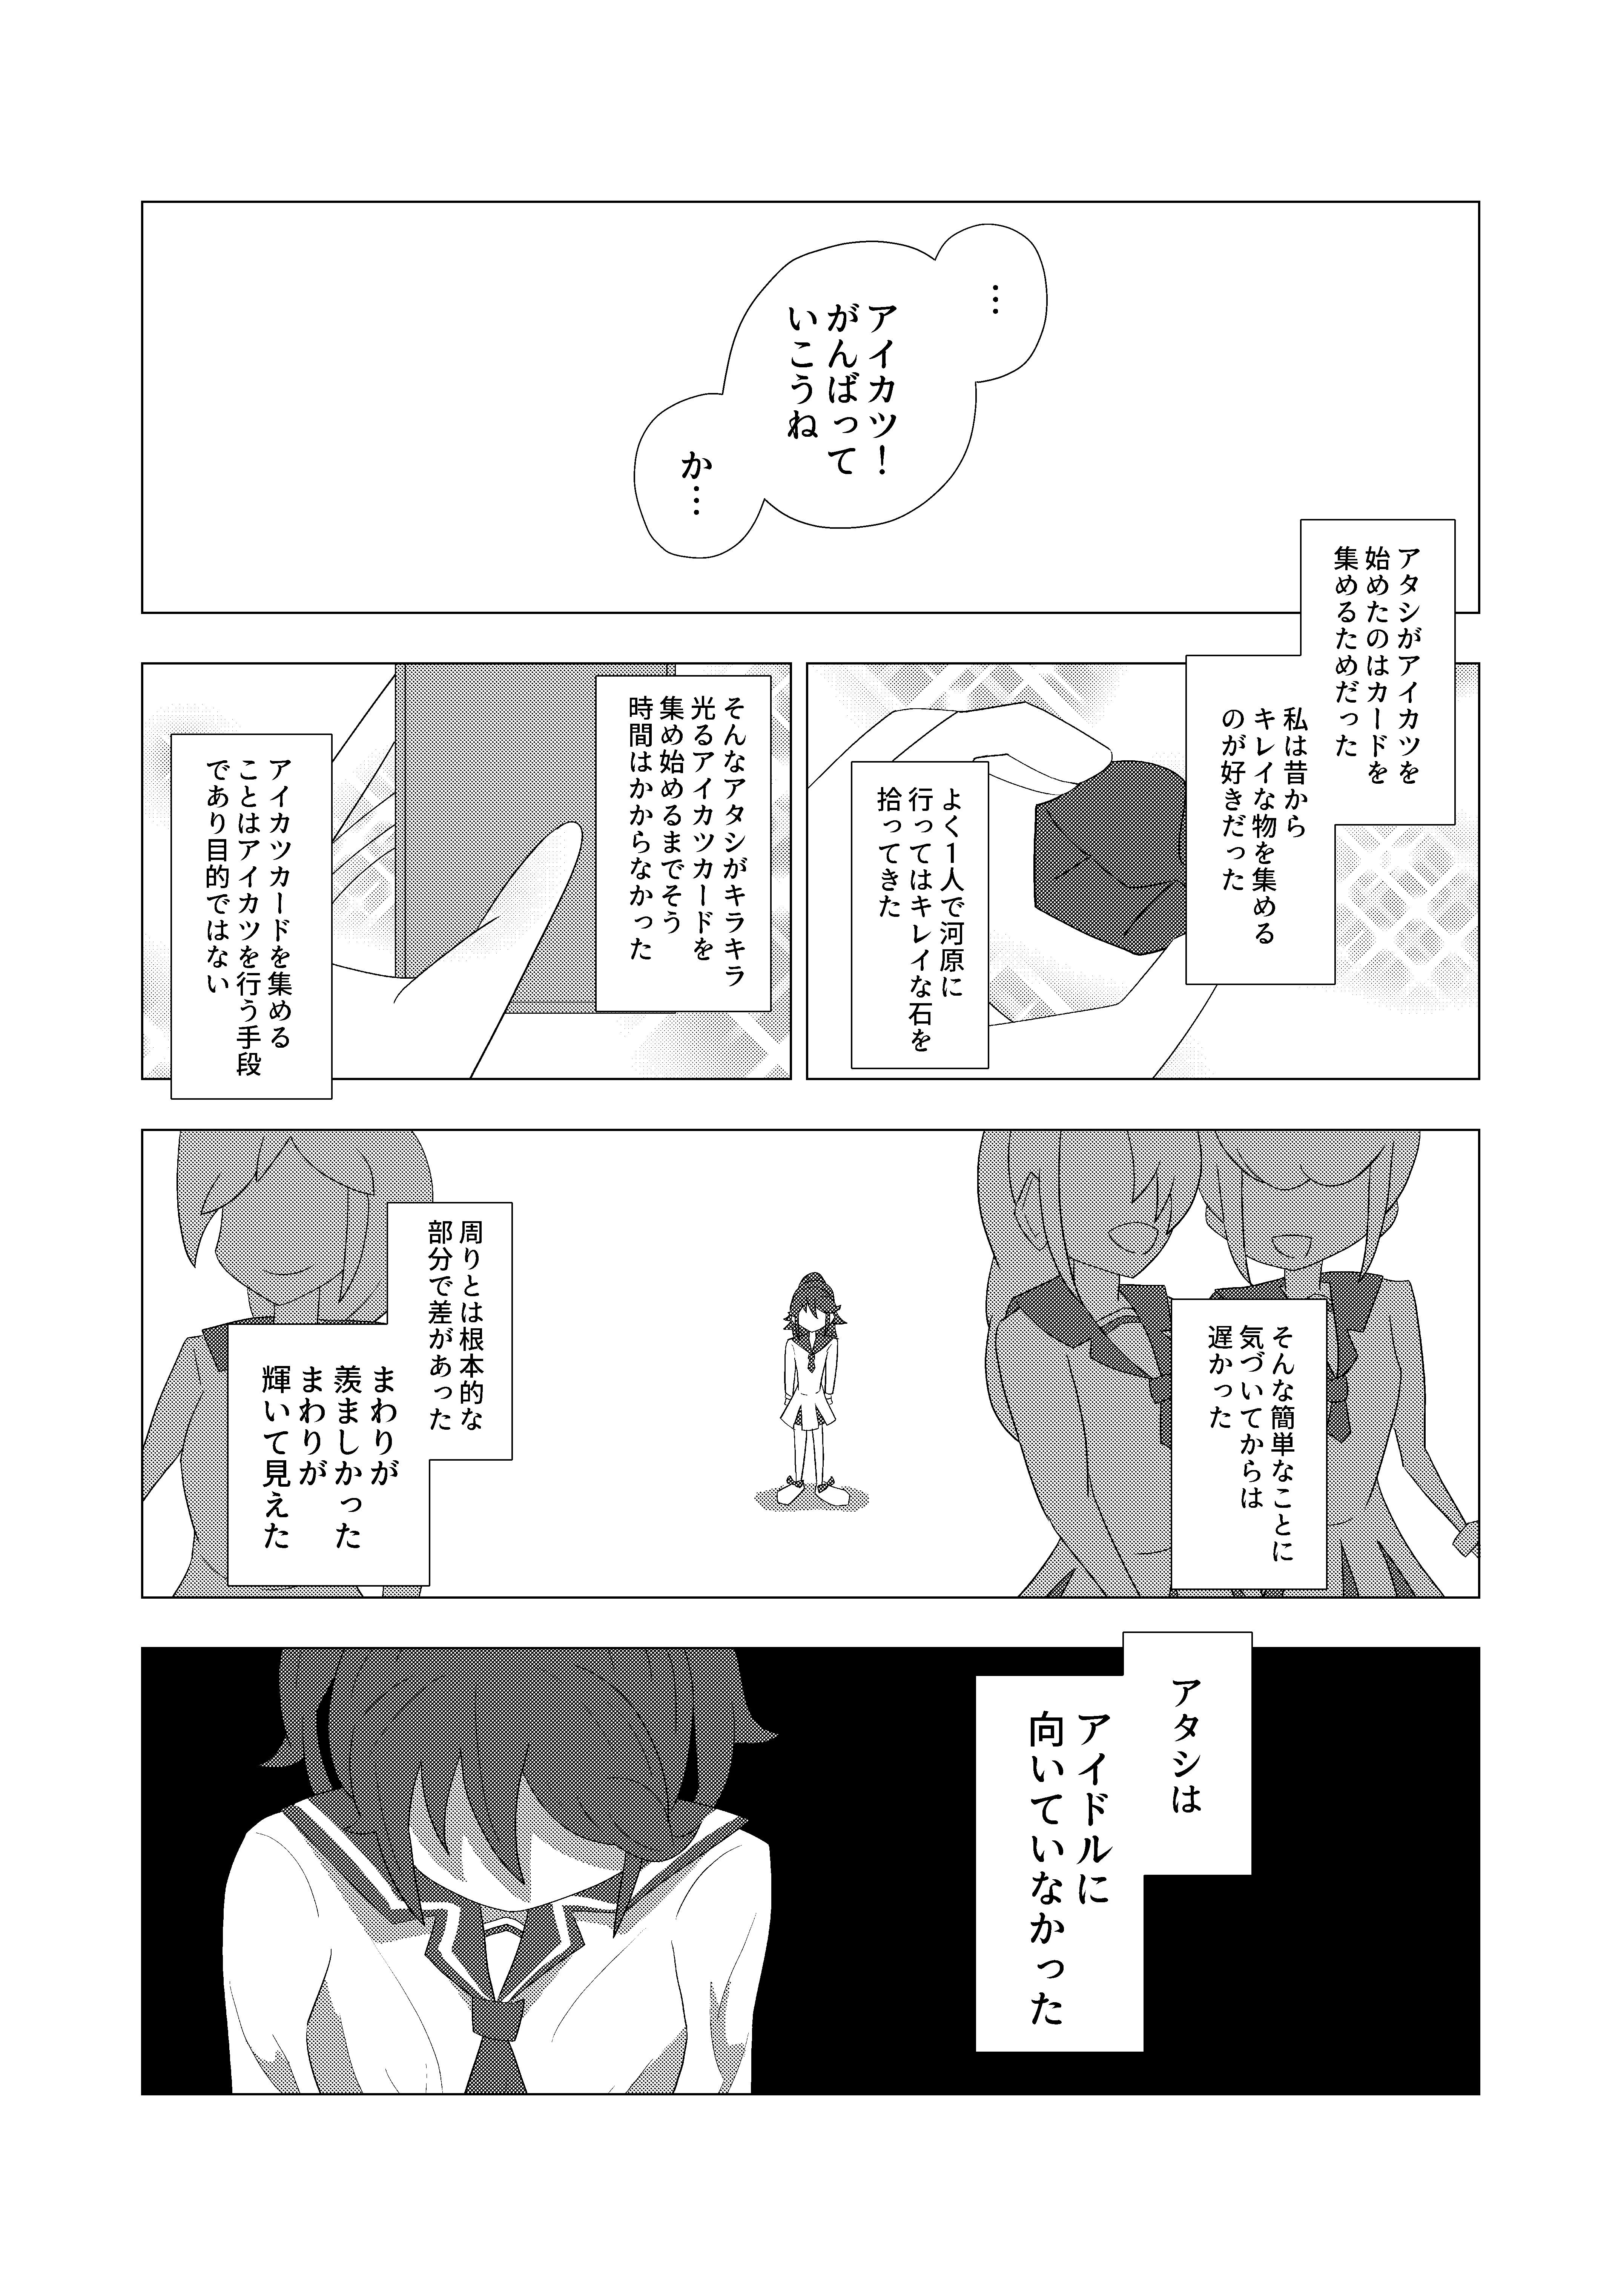 …
アイカツ！
がんばって
いこうね
か…
アタシがアイカツを
始めたのはカードを
集めるためだった
私は昔から
キレイな物を集める
のが好きだった
よく1人で河原に
行ってはキレイな石を
拾ってきた
そんなアタシがキラキラ
光るアイカツカードを
集め始めるまでそう
時間はかからなかった
アイカツカードを集める
ことはアイカツを行う手段
であり目的ではない
そんな簡単なことに
気づいてからは
遅かった
周りとは根本的な
部分で差があった
まわりが
羨ましかった
まわりが
輝いて見えた
アタシは
アイドルに
向いていなかった